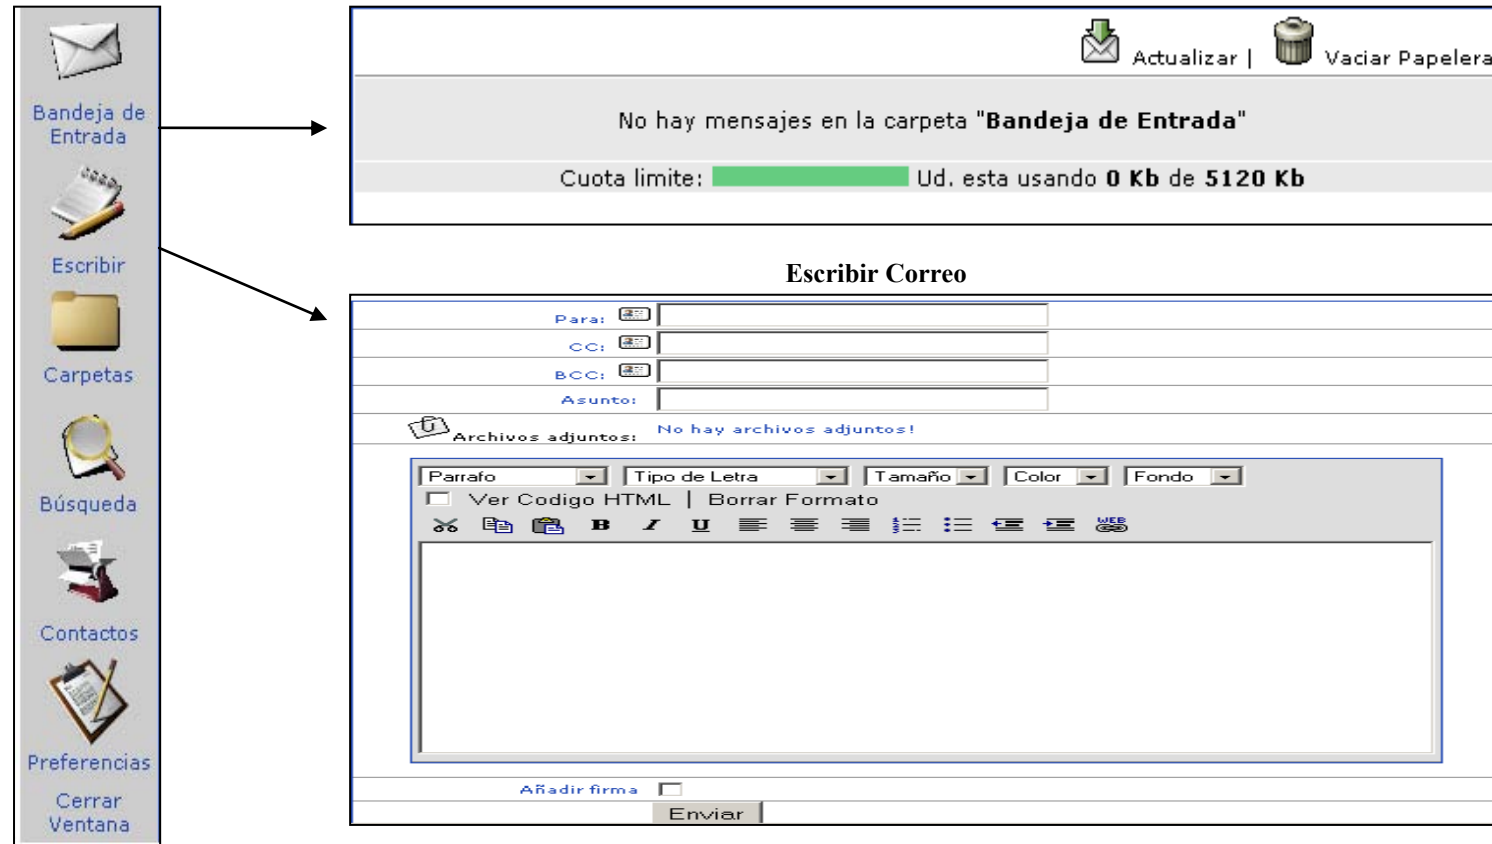 Bandeja de
Entrada
Escribir
Carpetas
Búsqueda
Contactos
Preferencias
Cerrar
Ventana
Actualizar | Vaciar Papelera
No hay mensajes en la carpeta "Bandeja de Entrada"
Cuota limite: Ud. esta usando 0 Kb de 5120 Kb
Escribir Correo
Para:
CC:
BCC:
Asunto:
Archivos adjuntos: No hay archivos adjuntos!
Parrafo Tipo de Letra Tamaño Color Fondo
Ver Codigo HTML | Borrar Formato
B I U WEB
Añadir firma
Enviar